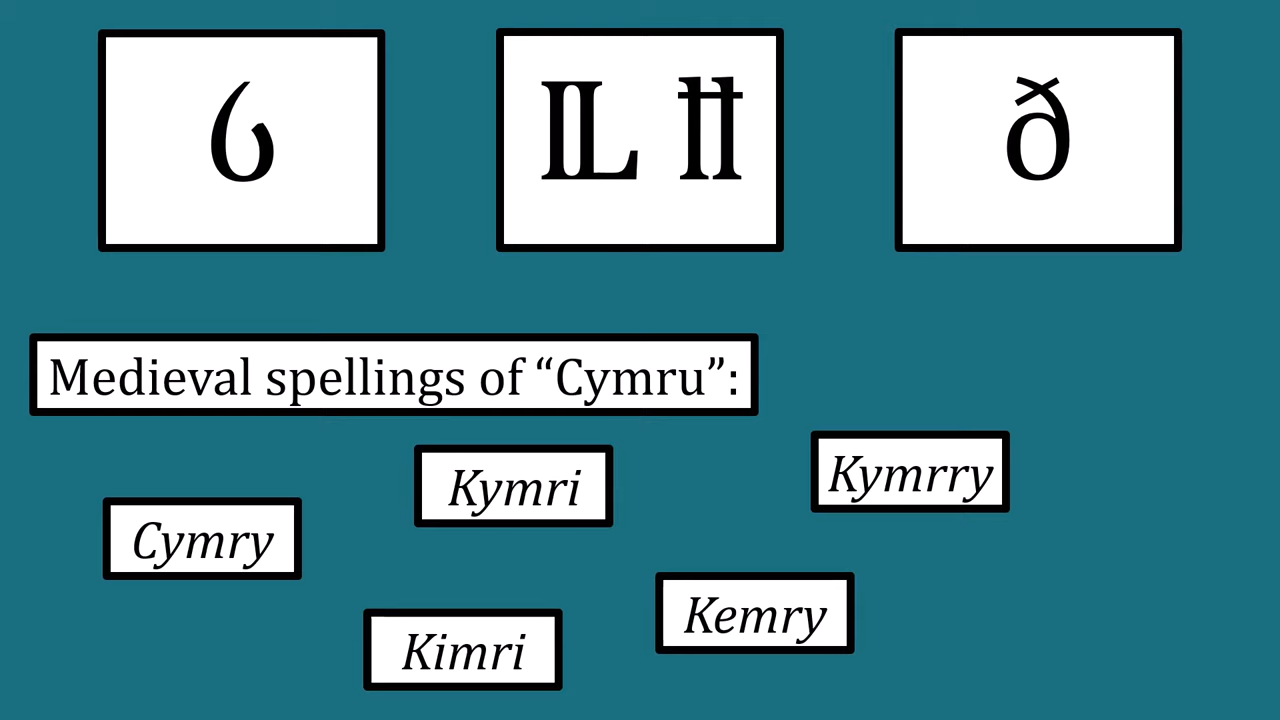 ỽ
Ỻ ỻ
ð
Medieval spellings of “Cymru”:
Kymri
Kymrry
Cymry
Kemry
Kimri